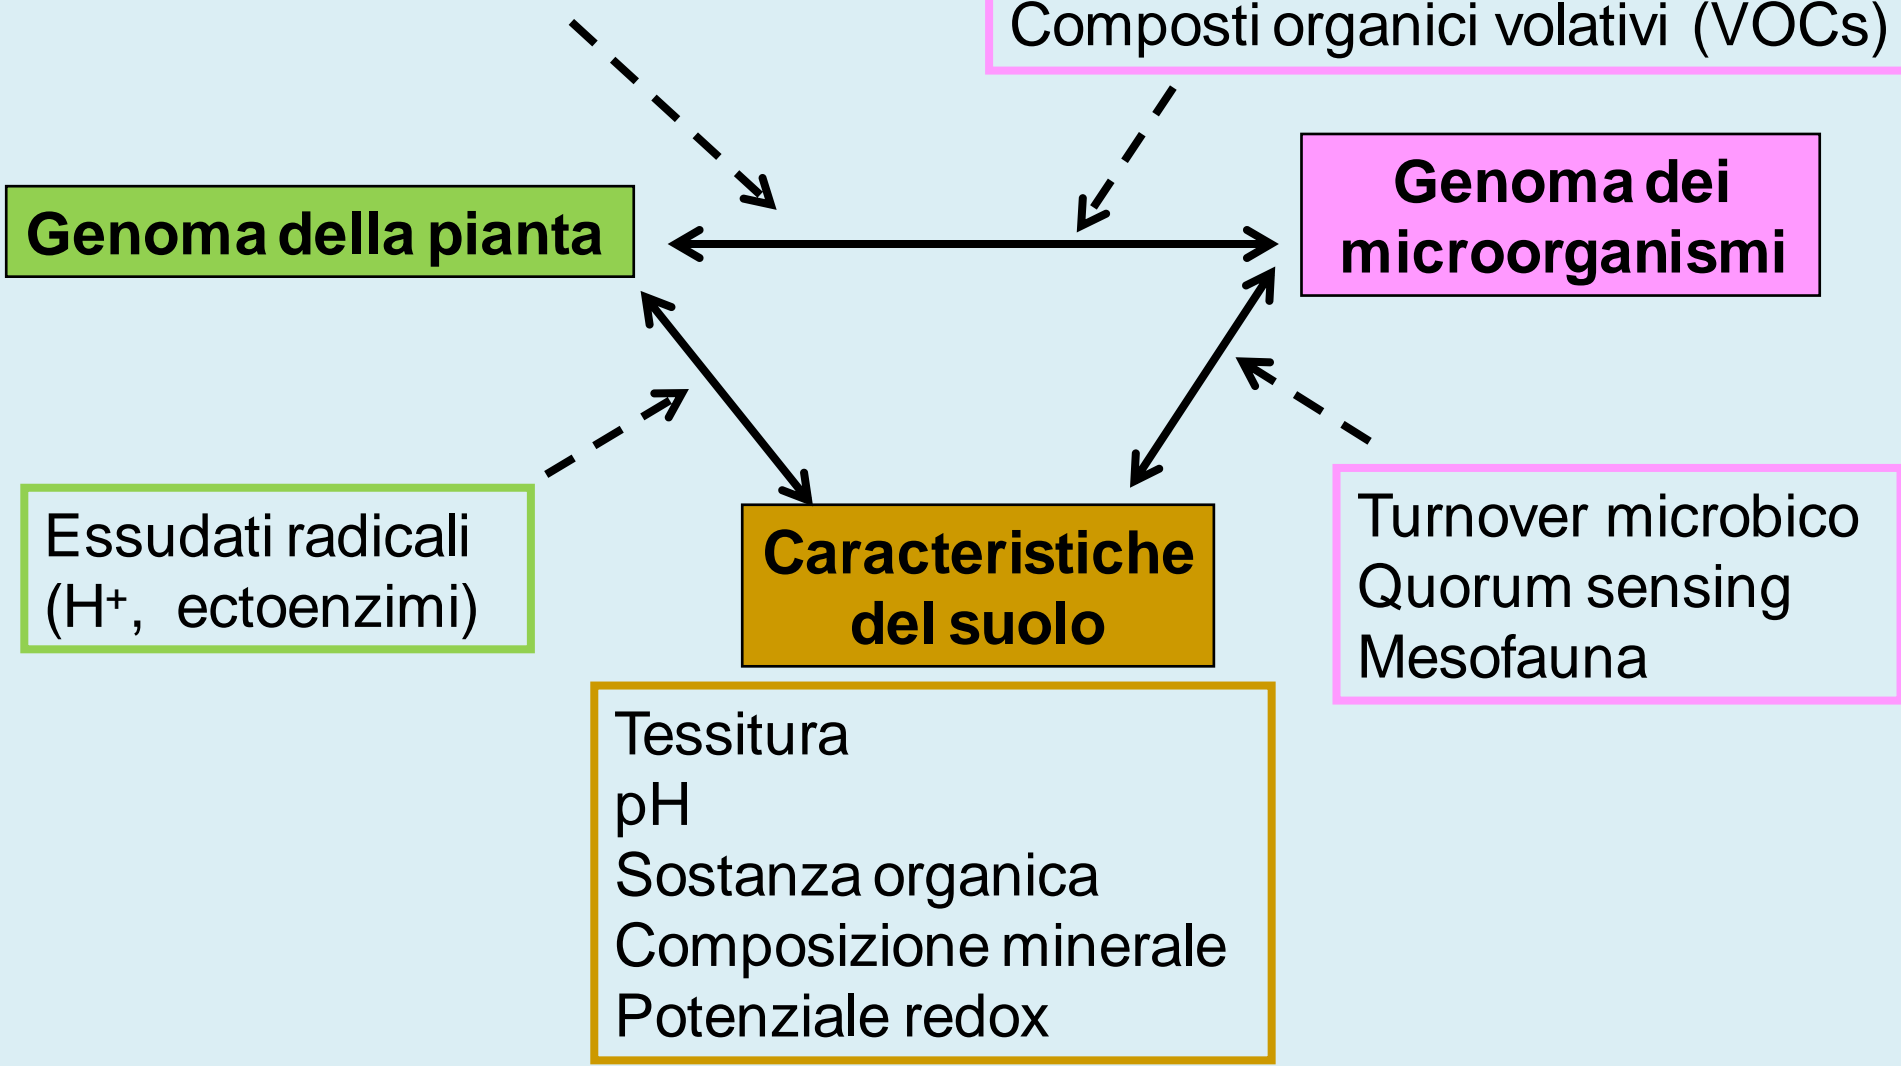 Composti organici volativi (VOCs)
Genoma della pianta
Genoma dei
microorganismi
Essudati radicali
(H⁺, ectoenzimi)
Caratteristiche
del suolo
Turnover microbico
Quorum sensing
Mesofauna
Tessitura
pH
Sostanza organica
Composizione minerale
Potenziale redox